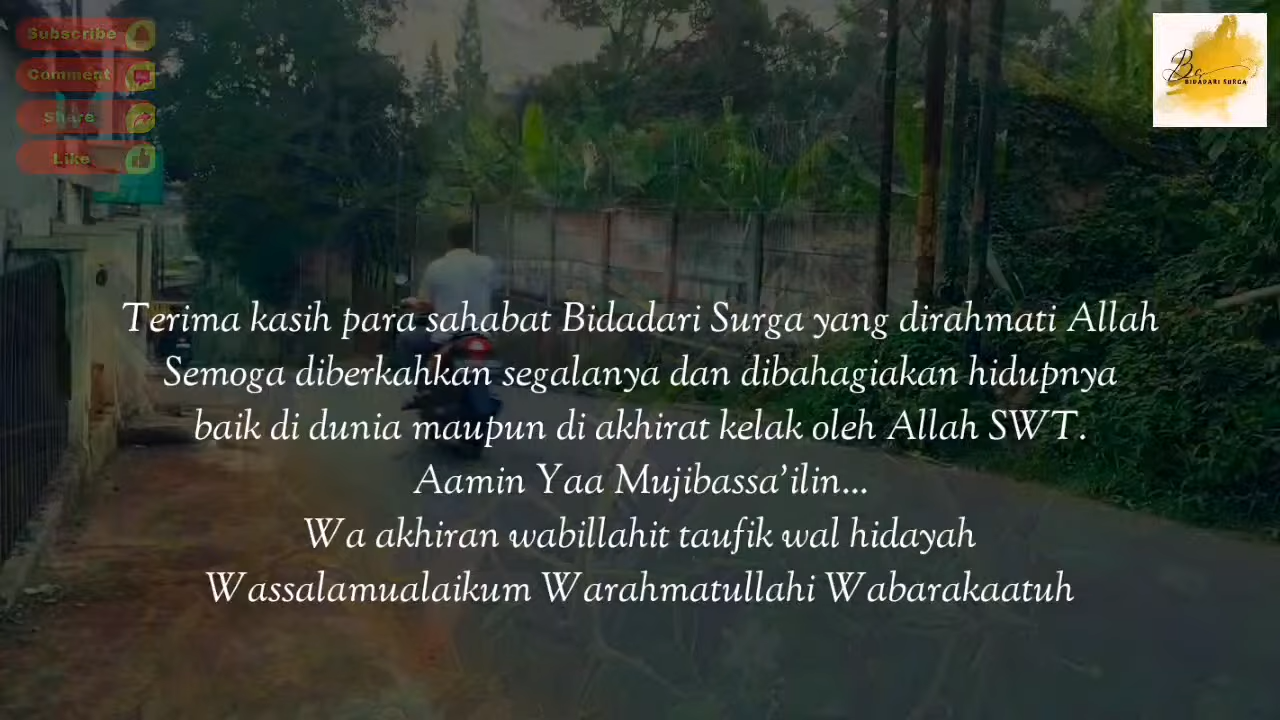 Subscribe
Comment
Share
Like
BIDADARI SURGA
Terima kasih para sahabat Bidadari Surga yang dirahmati Allah
Semoga diberkahkan segalanya dan dibahagiakan hidupnya
baik di dunia maupun di akhirat kelak oleh Allah SWT.
Aamin Yaa Mujibassa'ilin...
Wa akhiran wabillahit taufik wal hidayah
Wassalamualaikum Warahmatullahi Wabarakaatuh